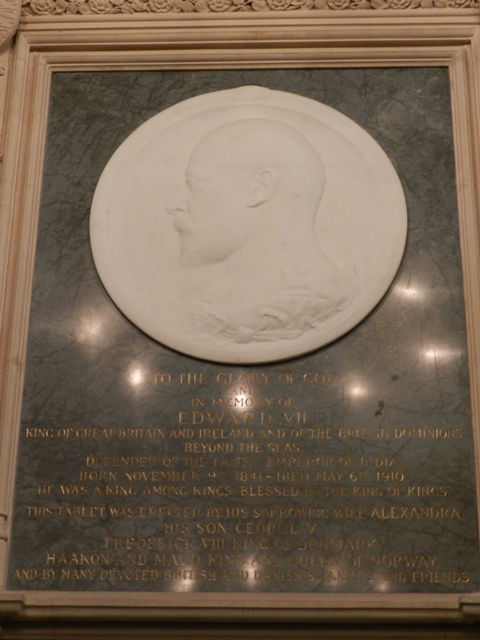 TO THE GLORY OF GOD
AND
IN MEMORY OF
EDWARD VII
KING OF GREAT BRITAIN AND IRELAND AND OF THE BRITISH DOMINIONS
BEYOND THE SEAS.
DEFENDER OF THE FAITH. EMPEROR OF INDIA.
BORN NOVEMBER 9TH 1841 – DIED MAY 6TH 1910.
HE WAS A KING AMONG KINGS, BLESSED BY THE KING OF KINGS.
THIS TABLET WAS ERECTED BY HIS SORROWING WIFE ALEXANDRA
HIS SON GEORGE V.
FREDERICK VIII, KING OF DENMARK
HAAKON AND MAUD, KING AND QUEEN OF NORWAY
AND BY MANY DEVOTED BRITISH AND DANISH SUBJECTS AND FRIENDS